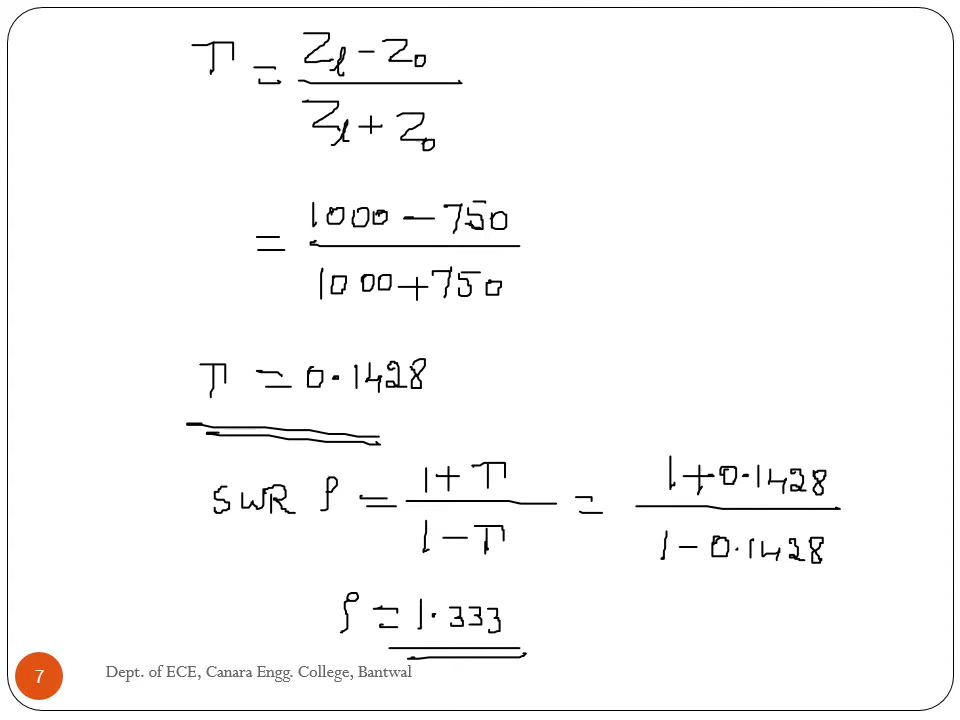 T = Zl - Z0 / Zl + Z0
= 1000 - 750 / 1000 + 750
T = 0.1428
SWR ρ = 1 + T / 1 - T = 1 + 0.1428 / 1 - 0.1428
ρ = 1.333
7 Dept. of ECE, Canara Engg. College, Bantwal